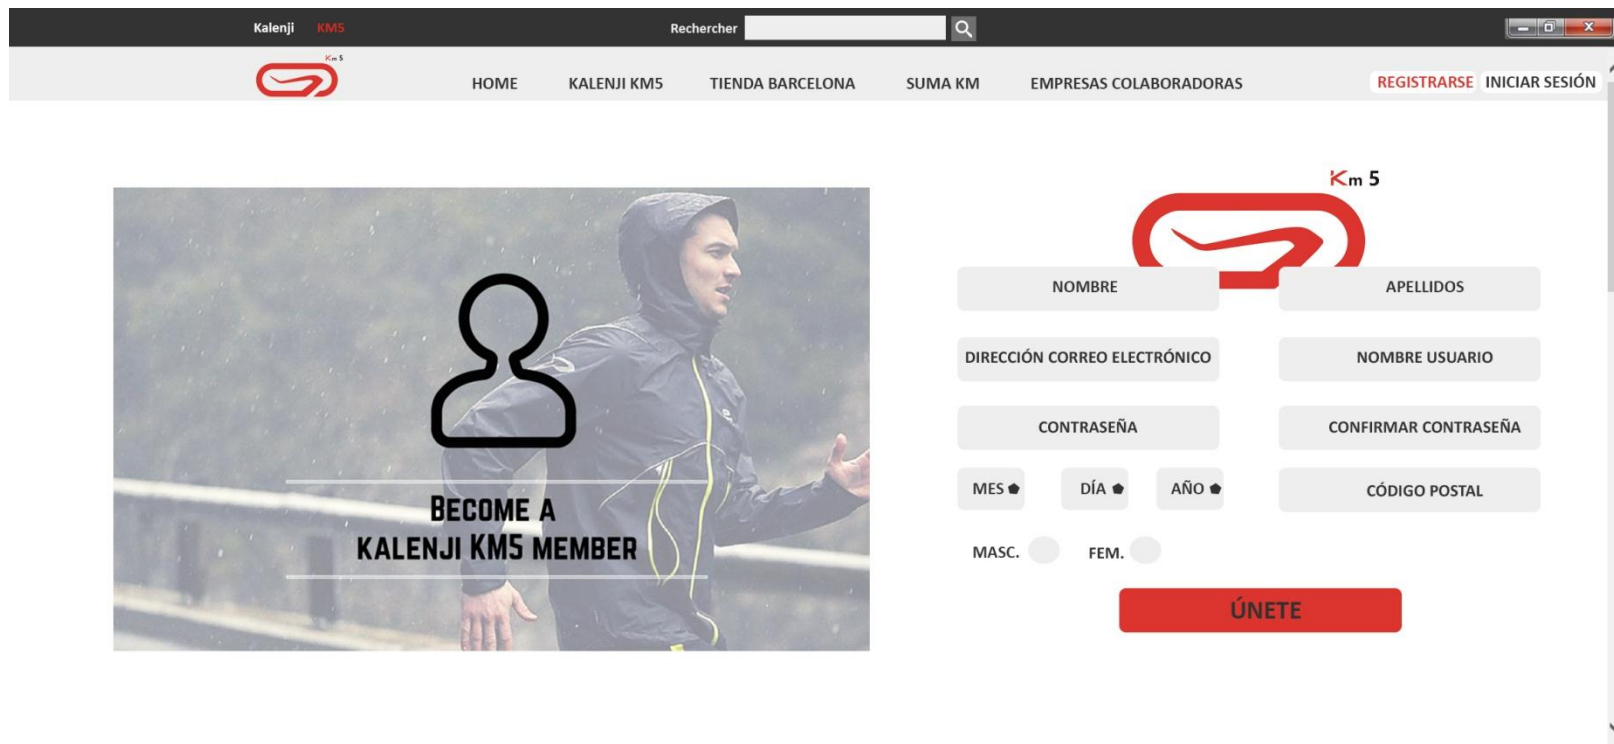 Kalenji KM5 Rechercher
Km 5
HOME KALENJI KM5 TIENDA BARCELONA SUMA KM EMPRESAS COLABORADORAS REGISTRARSE INICIAR SESIÓN
BECOME A
KALENJI KM5 MEMBER
Km 5
NOMBRE APELLIDOS
DIRECCIÓN CORREO ELECTRÓNICO NOMBRE USUARIO
CONTRASEÑA CONFIRMAR CONTRASEÑA
MES DÍA AÑO CÓDIGO POSTAL
MASC. FEM.
ÚNETE